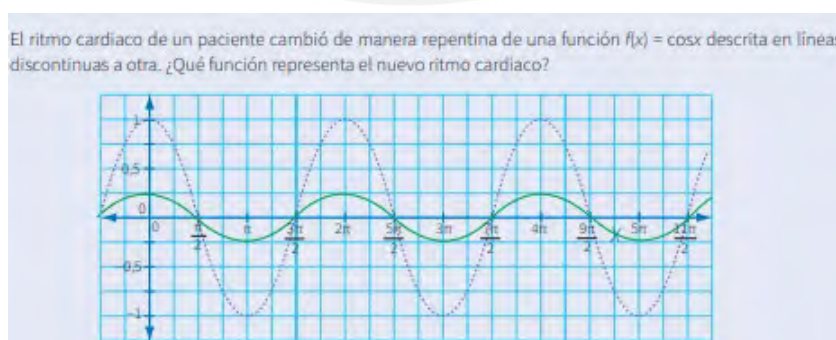 El ritmo cardiaco de un paciente cambió de manera repentina de una función f(x) = cosx descrita en líneas
discontinuas a otra. ¿Qué función representa el nuevo ritmo cardiaco?
1
0,5
0
0 π/2 π 3π/2 2π 5π/2 3π 7π/2 4π 9π/2 5π 11π/2
-0,5
-1